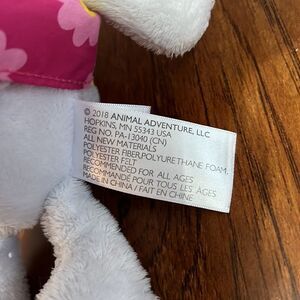 © 2018 ANIMAL ADVENTURE, LLC
HOPKINS, MN 55343 USA
REG NO. PA-13040 (CN)
ALL NEW MATERIALS
POLYESTER FIBER,POLYURETHANE FOAM,
POLYESTER FELT
RECOMMENDED FOR ALL AGES
RECOMMANDÉ POUR TOUS LES AGES
MADE IN CHINA / FAIT EN CHINE